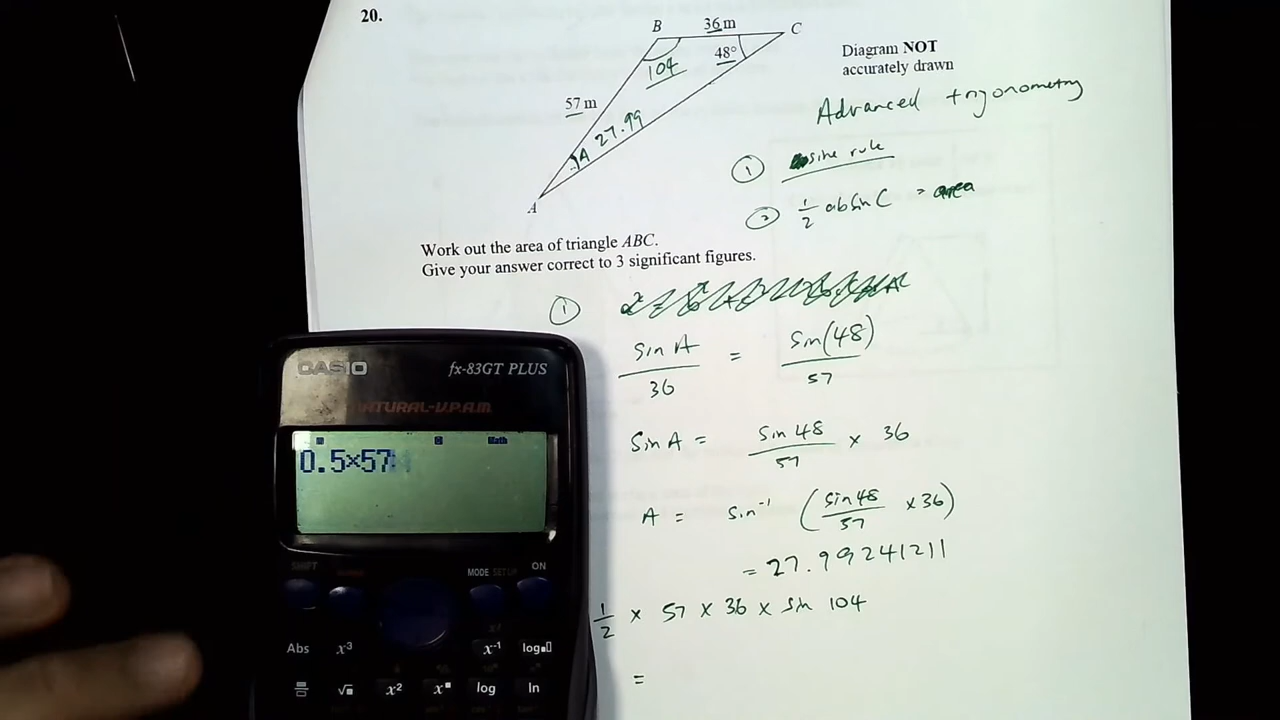 20.
B 36 m C
48°
104
57 m
A 27.99
A
Diagram NOT
accurately drawn
Advanced trigonometry
1 sine rule
2 1/2 ab Sin C = area
Work out the area of triangle ABC.
Give your answer correct to 3 significant figures.
1
Sin A / 36 = Sin(48) / 57
Sin A = Sin 48 / 57 × 36
A = Sin⁻¹ (Sin 48 / 57 × 36)
= 27.99241211
1/2 × 57 × 36 × Sin 104
=
CASIO fx-83GT PLUS
NATURAL-V.P.A.M.
D Math
0.5×57
SHIFT MODE SETUP ON
Abs x³ x⁻¹ log
√ x² x log ln